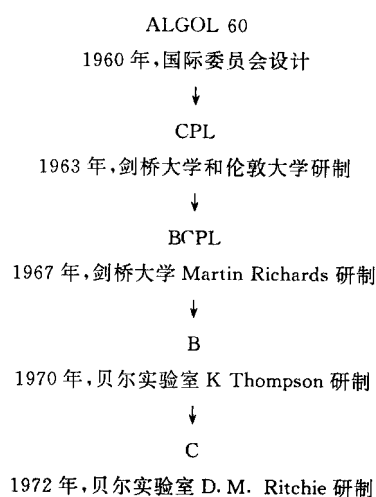 ALGOL 60
1960 年,国际委员会设计
↓
CPL
1963 年,剑桥大学和伦敦大学研制
↓
BCPL
1967 年,剑桥大学 Martin Richards 研制
↓
B
1970 年,贝尔实验室 K Thompson 研制
↓
C
1972 年,贝尔实验室 D. M. Ritchie 研制